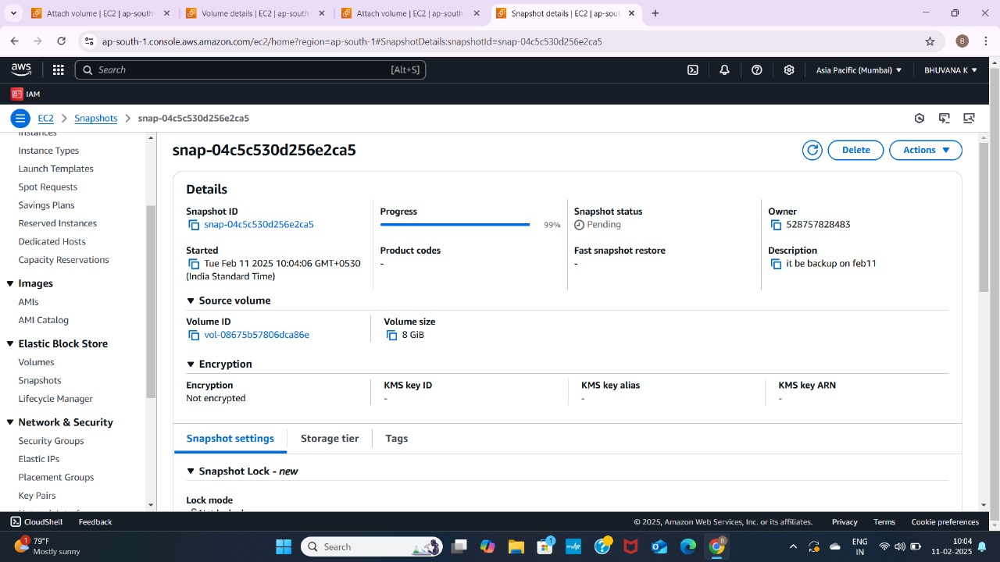 Attach volume | EC2 | ap-south
Volume details | EC2 | ap-south
Attach volume | EC2 | ap-south
Snapshot details | EC2 | ap-sout
ap-south-1.console.aws.amazon.com/ec2/home?region=ap-south-1#SnapshotDetails:snapshotId=snap-04c5c530d256e2ca5
B
aws
Search
[Alt+S]
Asia Pacific (Mumbai)
BHUVANA K
IAM
EC2
Snapshots
snap-04c5c530d256e2ca5
Instances
Instance Types
Launch Templates
Spot Requests
Savings Plans
Reserved Instances
Dedicated Hosts
Capacity Reservations
Images
AMIs
AMI Catalog
Elastic Block Store
Volumes
Snapshots
Lifecycle Manager
Network & Security
Security Groups
Elastic IPs
Placement Groups
Key Pairs
snap-04c5c530d256e2ca5
Delete
Actions
Details
Snapshot ID
snap-04c5c530d256e2ca5
Progress
99%
Snapshot status
Pending
Owner
528757828483
Started
Tue Feb 11 2025 10:04:06 GMT+0530
(India Standard Time)
Product codes
-
Fast snapshot restore
-
Description
it be backup on feb11
Source volume
Volume ID
vol-08675b57806dca86e
Volume size
8 GiB
Encryption
Encryption
Not encrypted
KMS key ID
-
KMS key alias
-
KMS key ARN
-
Snapshot settings
Storage tier
Tags
Snapshot Lock - new
Lock mode
CloudShell
Feedback
© 2025, Amazon Web Services, Inc. or its affiliates.
Privacy
Terms
Cookie preferences
1
79°F
Mostly sunny
Search
1
ENG
IN
10:04
11-02-2025